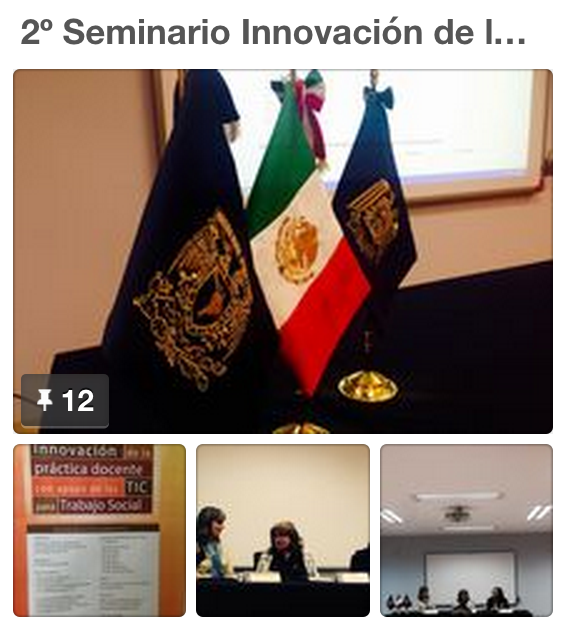 2º Seminario Innovación de l...
12
Innovación de la
práctica docente
con apoyo de las TIC
para Trabajo Social